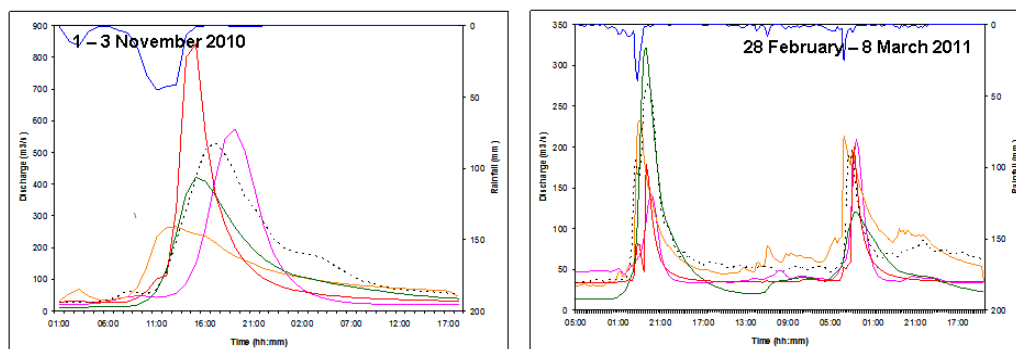 1 – 3 November 2010
900
800
700
600
500
400
300
200
100
0
Discharge (m3/s)
0
50
100
150
200
Rainfall (mm)
01:00 06:00 11:00 16:00 21:00 02:00 07:00 12:00 17:00
Time (hh:mm)
28 February – 8 March 2011
350
300
250
200
150
100
50
0
Discharge (m3/s)
0
50
100
150
200
Rainfall (mm)
05:00 01:00 21:00 17:00 13:00 09:00 05:00 01:00 21:00 17:00
Time (hh:mm)